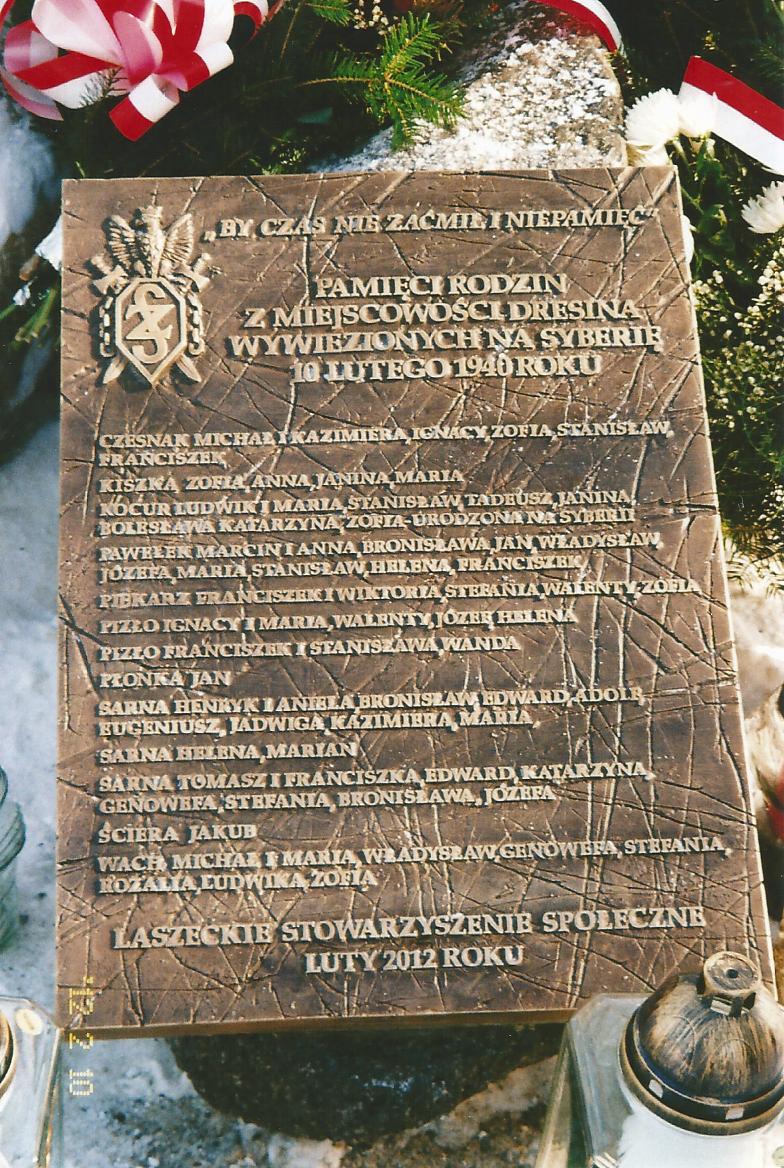 „BY CZAS NIE ZAĆMIŁ I NIEPAMIĘĆ"
PAMIĘCI RODZIN
Z MIEJSCOWOŚCI DRESINA
WYWIEZIONYCH NA SYBERIĘ
10 LUTEGO 1940 ROKU
CZESNAK MICHAŁ I KAZIMIERA, IGNACY, ZOFIA, STANISŁAW,
FRANCISZEK,
KISZKA ZOFIA, ANNA, JANINA, MARIA
KOCUR LUDWIK I MARIA, STANISŁAW, TADEUSZ, JANINA,
BOLESŁAWA KATARZYNA, ZOFIA-URODZONA NA SYBERII
PAWEŁEK MARCIN I ANNA, BRONISŁAWA, JAN, WŁADYSŁAW,
JÓZEFA, MARIA, STANISŁAW, HELENA, FRANCISZEK
PIEKARZ FRANCISZEK I WIKTORIA, STEFANIA, WALENTY, ZOFIA
PIZŁO IGNACY I MARIA, WALENTY, JÓZEF, HELENA
PIZŁO FRANCISZEK I STANISŁAWA, WANDA
PŁONKA JAN
SARNA HENRYK I ANIELA, BRONISŁAW, EDWARD, ADOLF,
EUGENIUSZ, JADWIGA, KAZIMIERA, MARIA,
SARNA HELENA, MARIAN
SARNA TOMASZ I FRANCISZKA, EDWARD, KATARZYNA,
GENOWEFA, STEFANIA, BRONISŁAWA, JÓZEFA
ŚCIERA JAKUB
WACH MICHAŁ I MARIA, WŁADYSŁAW, GENOWEFA, STEFANIA,
ROZALIA, LUDWIKA, ZOFIA
LASZECKIE STOWARZYSZENIE SPOŁECZNE
LUTY 2012 ROKU
'12 2 10